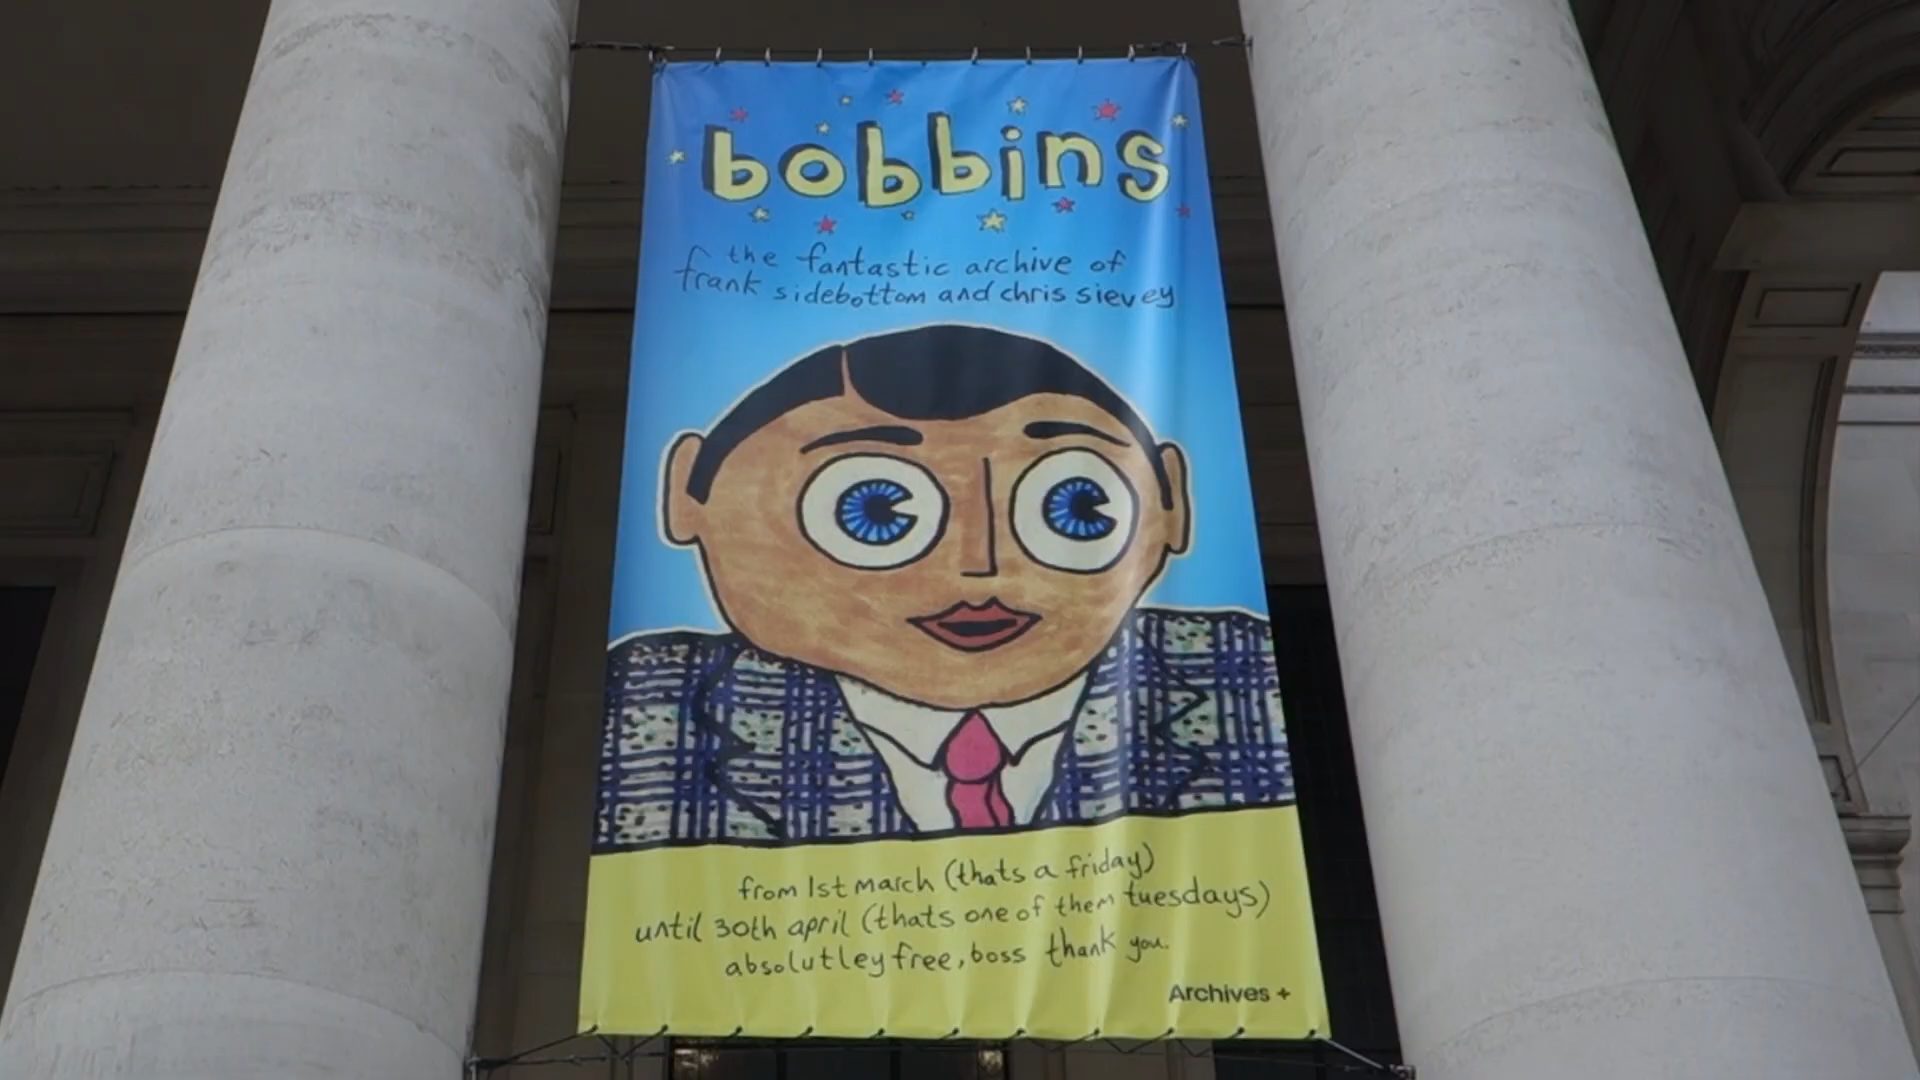 bobbins
the fantastic archive of
frank sidebottom and chris sievey
from 1st march (thats a friday)
until 30th april (thats one of them tuesdays)
absolutley free, boss thank you.
Archives +